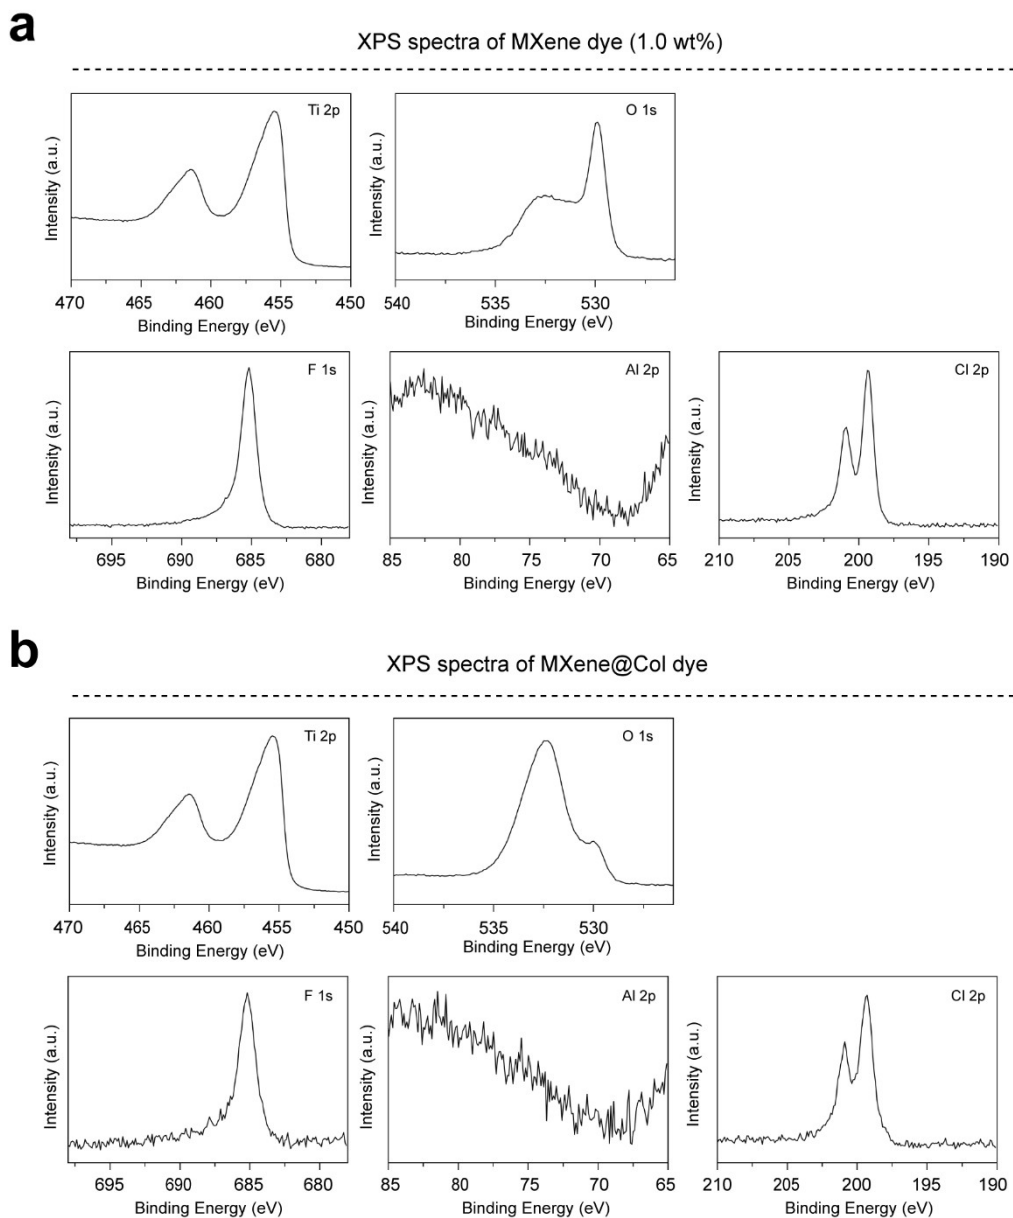 a
XPS spectra of MXene dye (1.0 wt%)
Ti 2p
Intensity (a.u.)
470 465 460 455 450
Binding Energy (eV)
O 1s
Intensity (a.u.)
540 535 530
Binding Energy (eV)
F 1s
Intensity (a.u.)
695 690 685 680
Binding Energy (eV)
Al 2p
Intensity (a.u.)
85 80 75 70 65
Binding Energy (eV)
Cl 2p
Intensity (a.u.)
210 205 200 195 190
Binding Energy (eV)
b
XPS spectra of MXene@Col dye
Ti 2p
Intensity (a.u.)
470 465 460 455 450
Binding Energy (eV)
O 1s
Intensity (a.u.)
540 535 530
Binding Energy (eV)
F 1s
Intensity (a.u.)
695 690 685 680
Binding Energy (eV)
Al 2p
Intensity (a.u.)
85 80 75 70 65
Binding Energy (eV)
Cl 2p
Intensity (a.u.)
210 205 200 195 190
Binding Energy (eV)